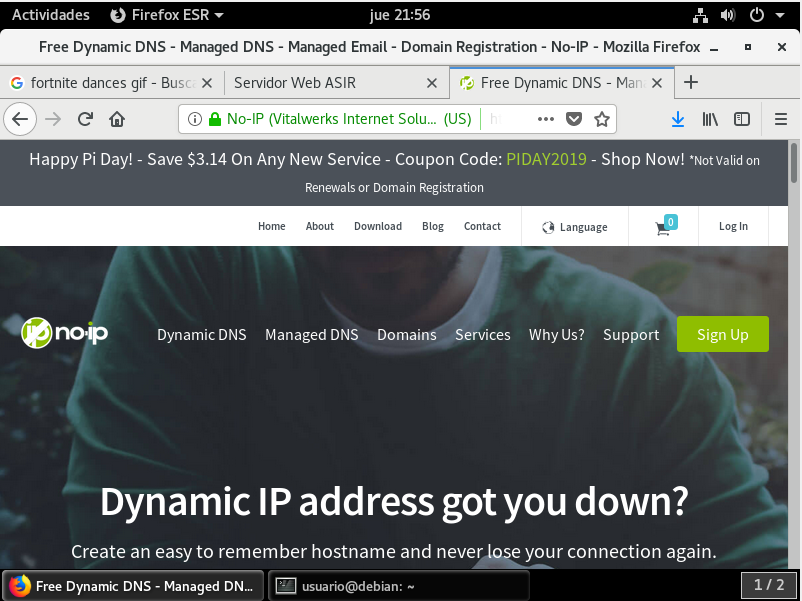 Actividades Firefox ESR jue 21:56
Free Dynamic DNS - Managed DNS - Managed Email - Domain Registration - No-IP - Mozilla Firefox
fortnite dances gif - Busca Servidor Web ASIR Free Dynamic DNS - Man
No-IP (Vitalwerks Internet Solu... (US)
Happy Pi Day! - Save $3.14 On Any New Service - Coupon Code: PIDAY2019 - Shop Now! *Not Valid on
Renewals or Domain Registration
Home About Download Blog Contact Language 0 Log In
no-ip Dynamic DNS Managed DNS Domains Services Why Us? Support Sign Up
Dynamic IP address got you down?
Create an easy to remember hostname and never lose your connection again.
Free Dynamic DNS - Managed DN... usuario@debian: ~ 1 / 2